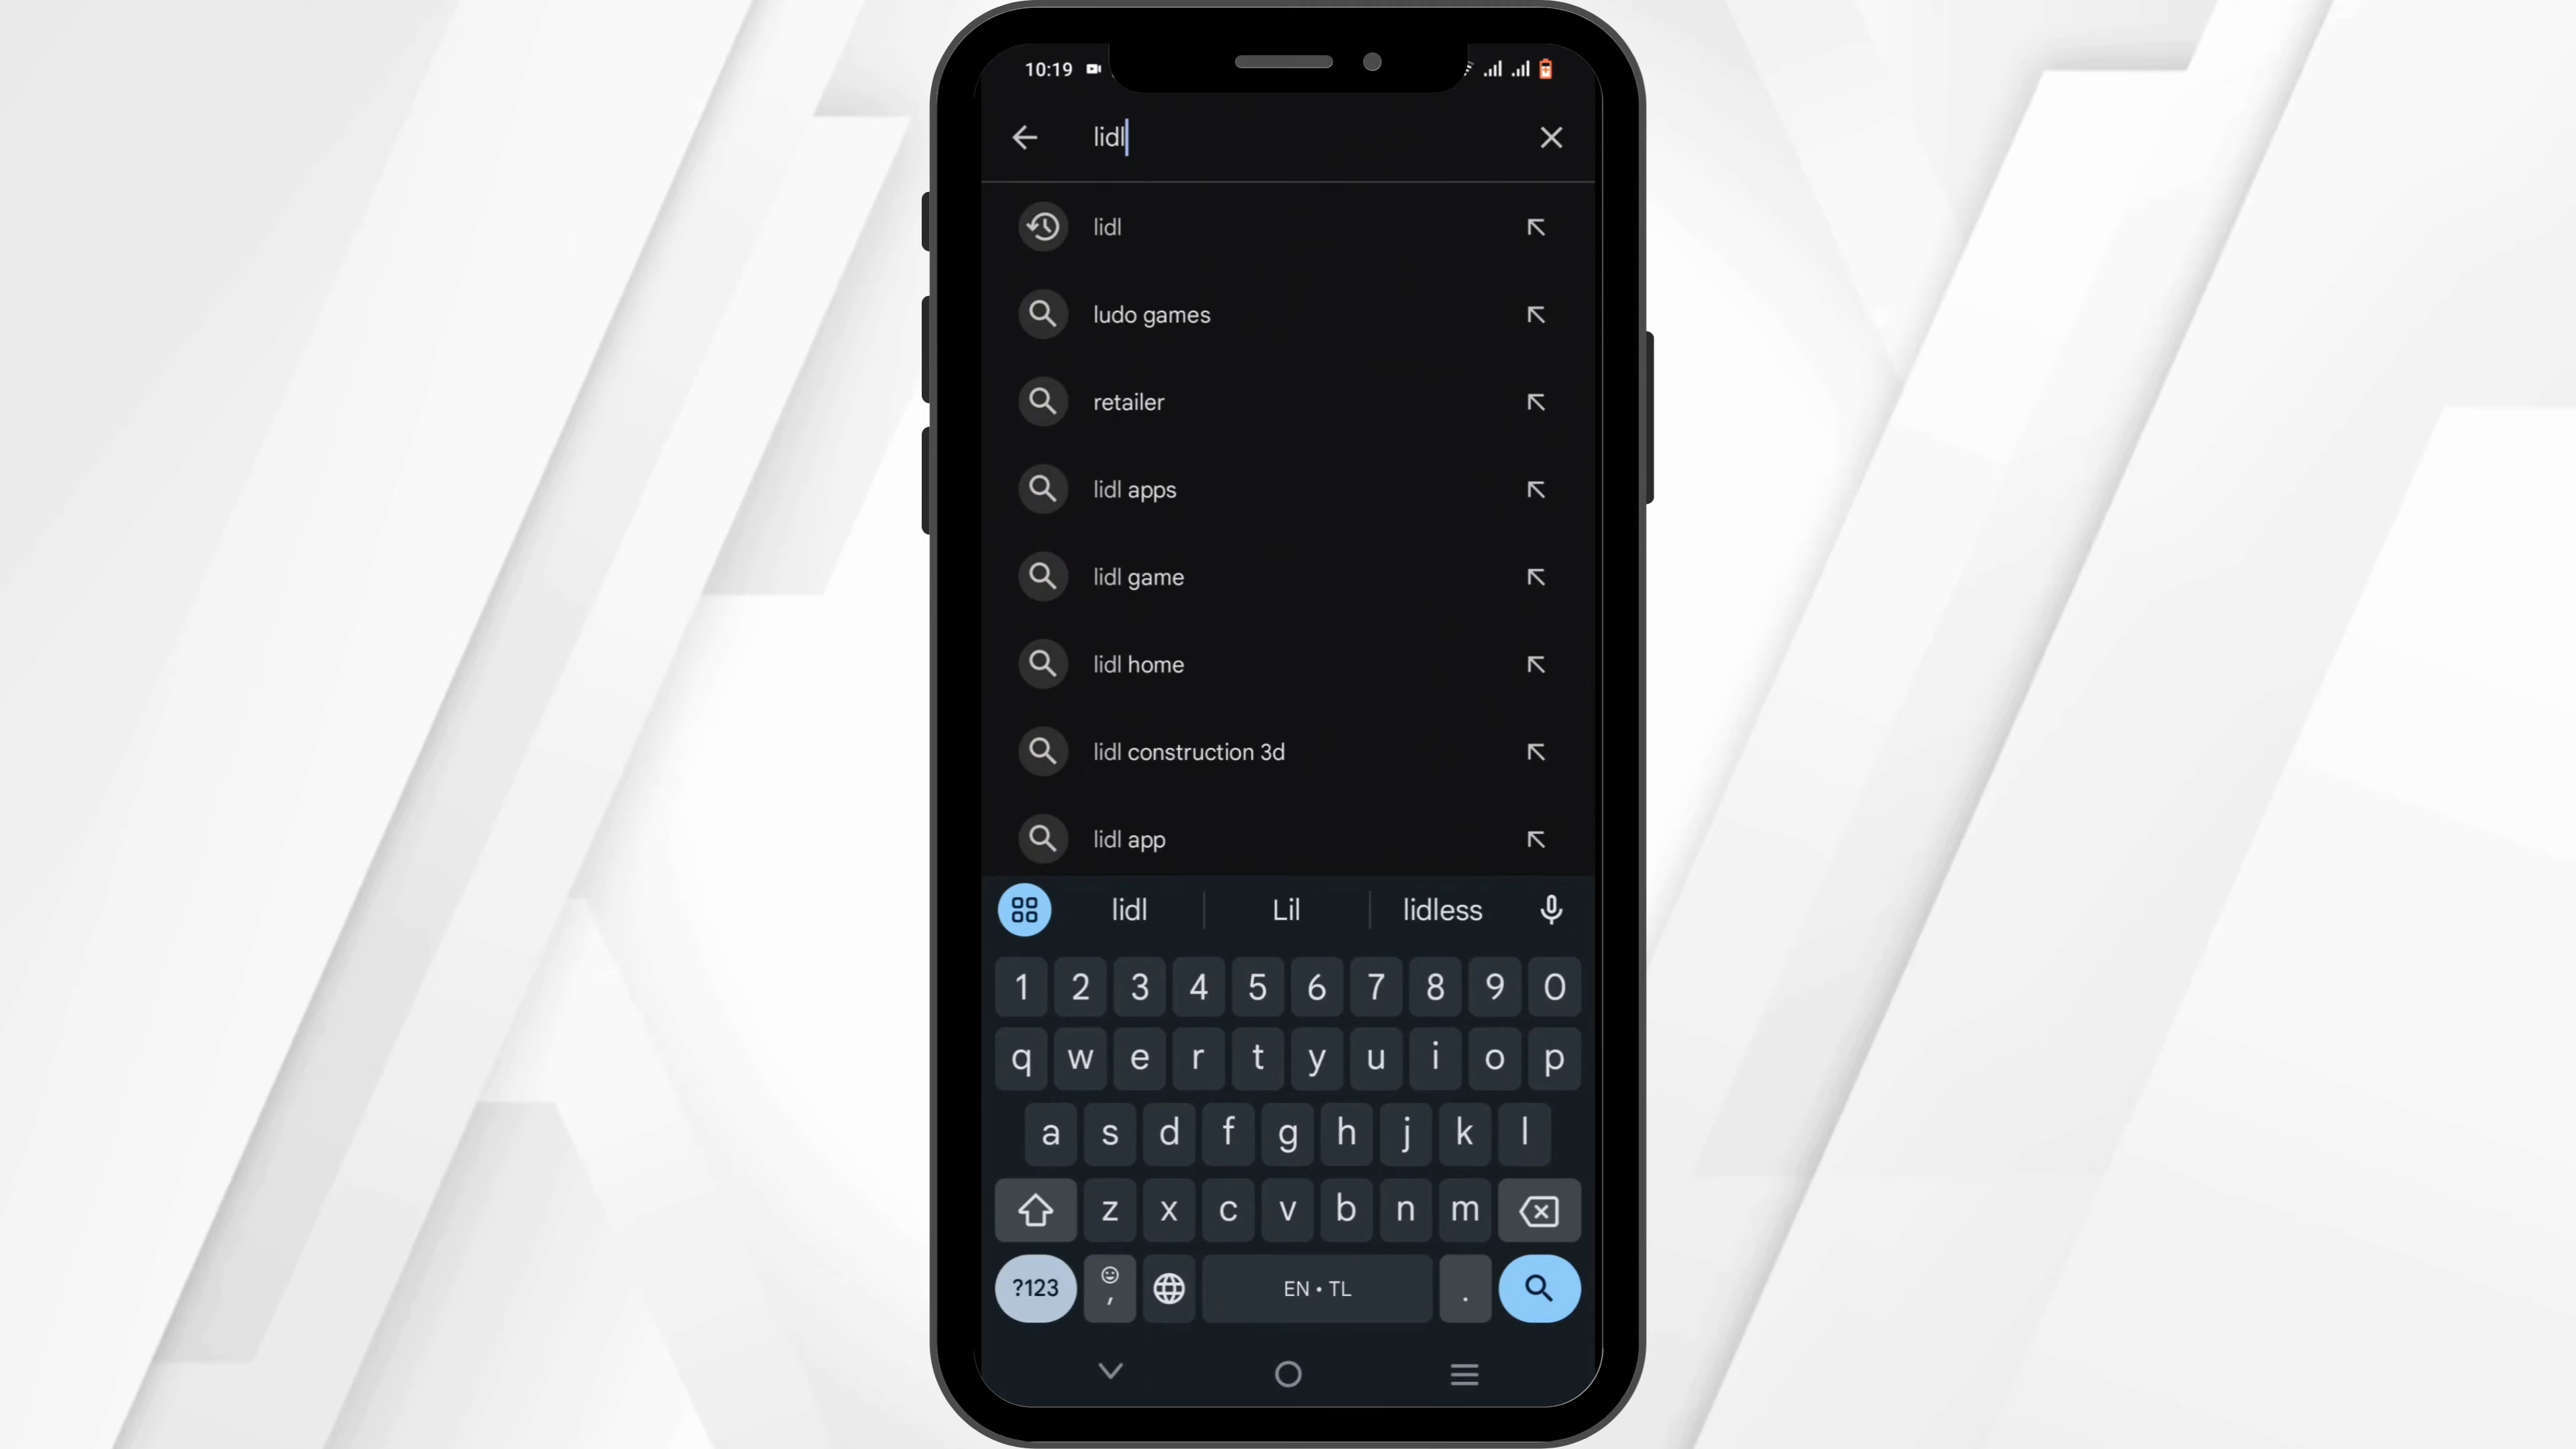 10:19
lidl
lidl
ludo games
retailer
lidl apps
lidl game
lidl home
lidl construction 3d
lidl app
lidl Lil lidless
1 2 3 4 5 6 7 8 9 0
q w e r t y u i o p
a s d f g h j k l
z x c v b n m
?123 , EN • TL .